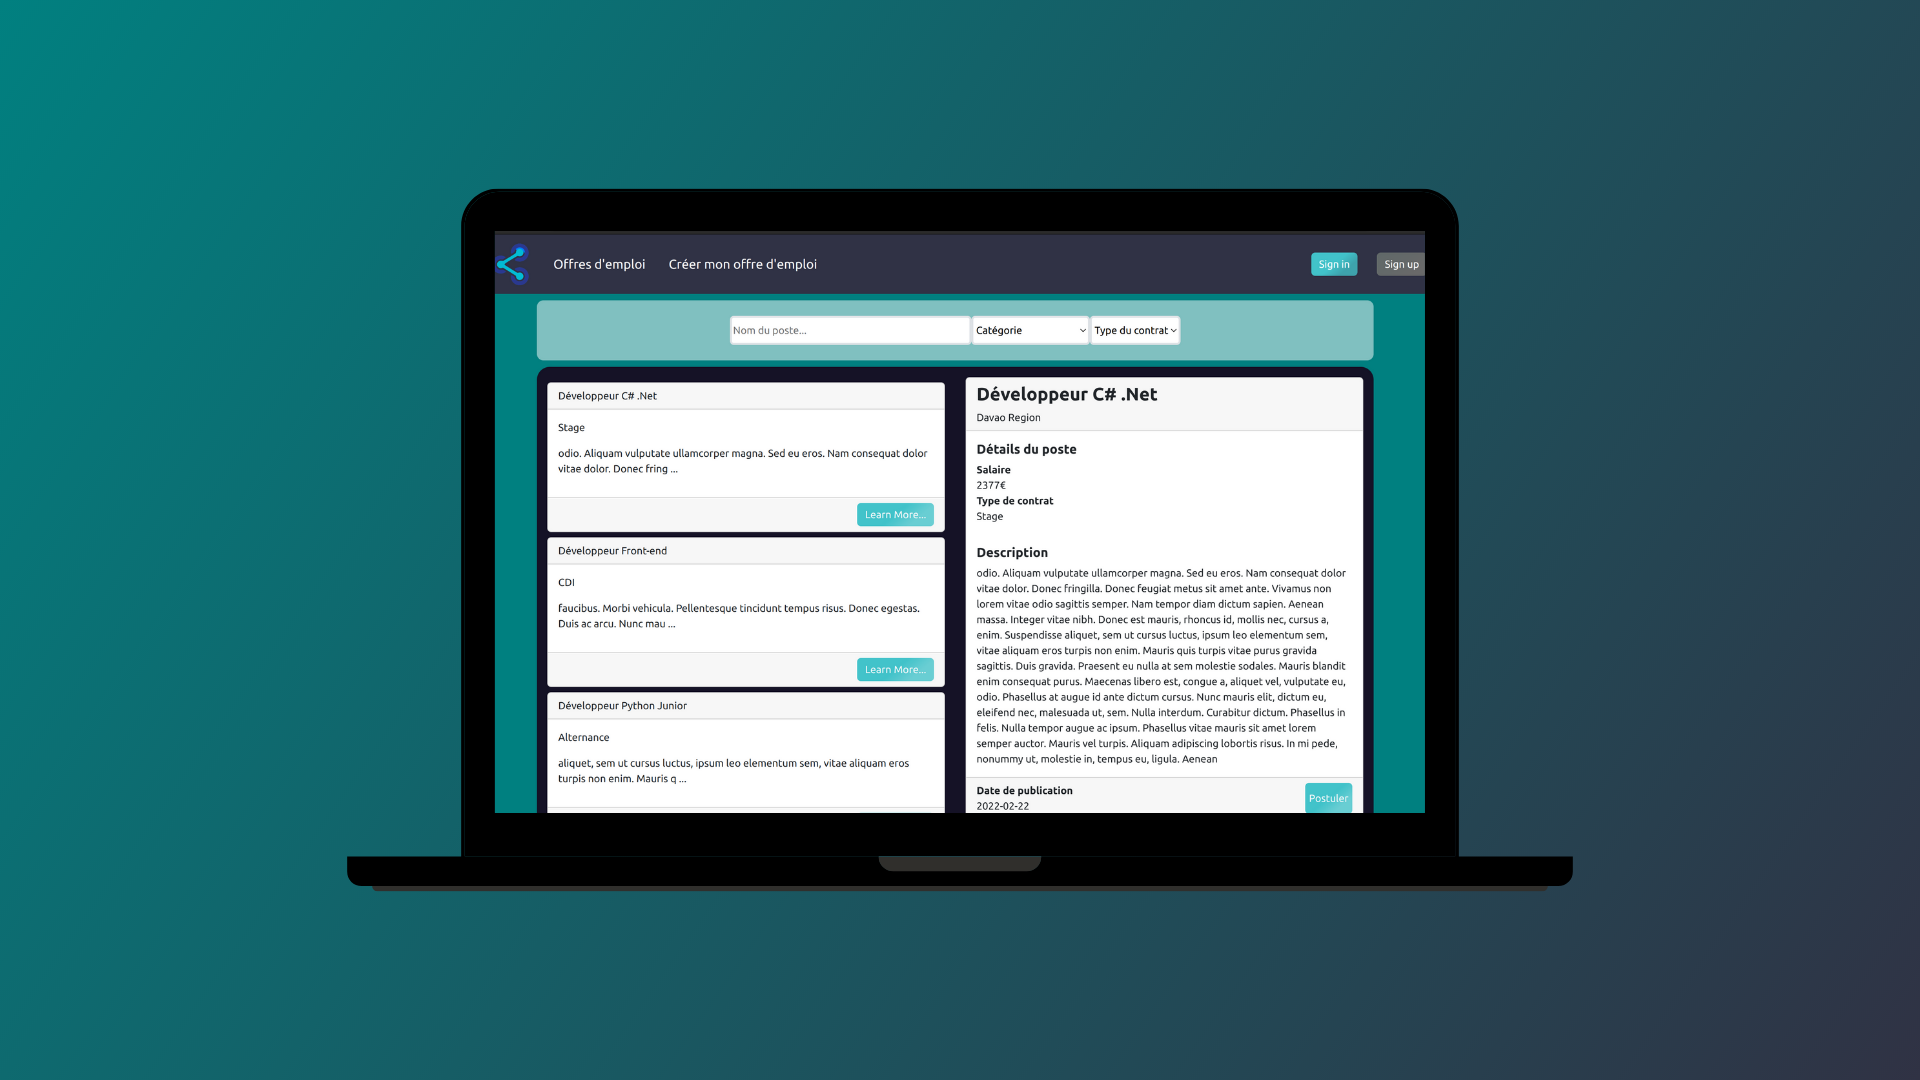 Offres d'emploi Créer mon offre d'emploi Sign in Sign up
Nom du poste... Catégorie Type du contrat
Développeur C# .Net
Stage
odio. Aliquam vulputate ullamcorper magna. Sed eu eros. Nam consequat dolor
vitae dolor. Donec fring ...
Learn More...
Développeur Front-end
CDI
faucibus. Morbi vehicula. Pellentesque tincidunt tempus risus. Donec egestas.
Duis ac arcu. Nunc mau ...
Learn More...
Développeur Python Junior
Alternance
aliquet, sem ut cursus luctus, ipsum leo elementum sem, vitae aliquam eros
turpis non enim. Mauris q ...
Développeur C# .Net
Davao Region
Détails du poste
Salaire
2377€
Type de contrat
Stage
Description
odio. Aliquam vulputate ullamcorper magna. Sed eu eros. Nam consequat dolor
vitae dolor. Donec fringilla. Donec feugiat metus sit amet ante. Vivamus non
lorem vitae odio sagittis semper. Nam tempor diam dictum sapien. Aenean
massa. Integer vitae nibh. Donec est mauris, rhoncus id, mollis nec, cursus a,
enim. Suspendisse aliquet, sem ut cursus luctus, ipsum leo elementum sem,
vitae aliquam eros turpis non enim. Mauris quis turpis vitae purus gravida
sagittis. Duis gravida. Praesent eu nulla at sem molestie sodales. Mauris blandit
enim consequat purus. Maecenas libero est, congue a, aliquet vel, vulputate eu,
odio. Phasellus at augue id ante dictum cursus. Nunc mauris elit, dictum eu,
eleifend nec, malesuada ut, sem. Nulla interdum. Curabitur dictum. Phasellus in
felis. Nulla tempor augue ac ipsum. Phasellus vitae mauris sit amet lorem
semper auctor. Mauris vel turpis. Aliquam adipiscing lobortis risus. In mi pede,
nonummy ut, molestie in, tempus eu, ligula. Aenean
Date de publication
2022-02-22
Postuler